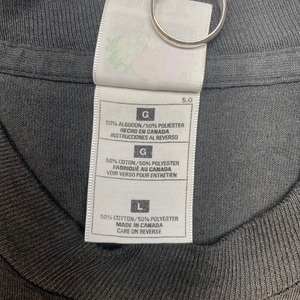 5.0
G
50% ALGODON/50% POLIESTER
HECHO EN CANADA
INSTRUCCIONES AL REVERSO
G
50% COTON/50% POLYESTER
FABRIQUÉ AU CANADA
VOIR VERSO POUR ENTRETIEN
L
50% COTTON/50% POLYESTER
MADE IN CANADA
CARE ON REVERSE